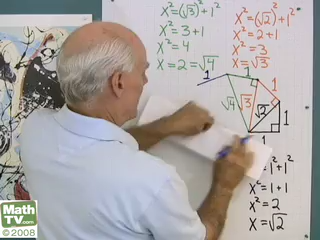 x² = (√3)² + 1²
x² = 3 + 1
x² = 4
x = 2 = √4
x² = (√2)² + 1²
x² = 2 + 1
x² = 3
x = √3
1
1
√4
√3
1
√2
1
1
1² + 1²
x² = 1 + 1
x² = 2
x = √2
Math
TV.com
©2008